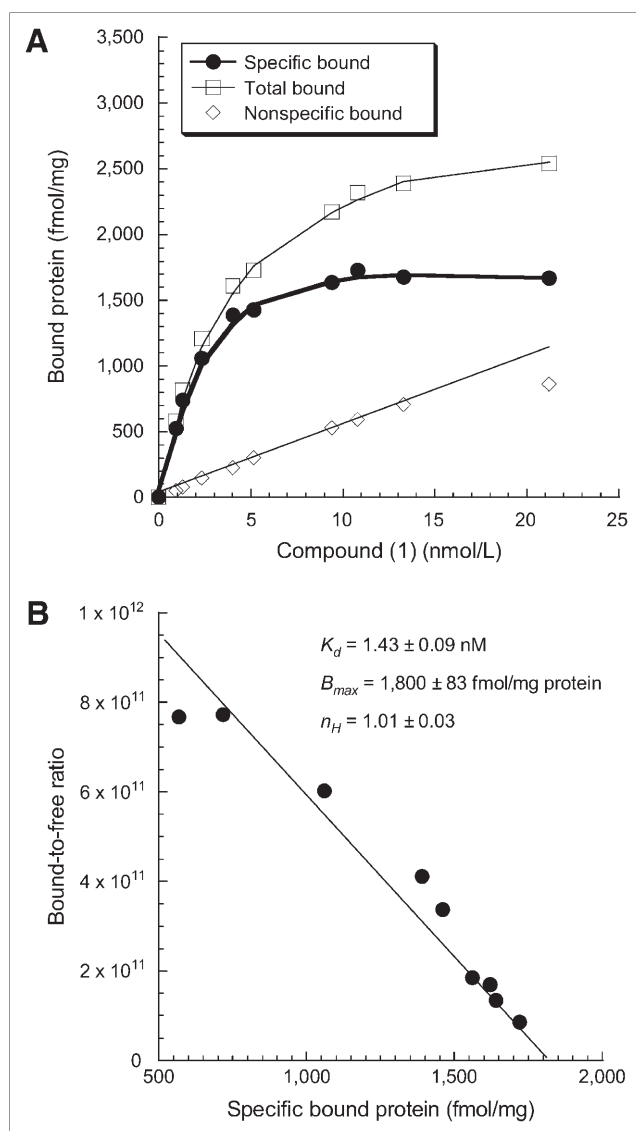 A
3,500
3,000
2,500
2,000
1,500
1,000
500
0
Bound protein (fmol/mg)
Specific bound
Total bound
Nonspecific bound
0 5 10 15 20 25
Compound (1) (nmol/L)
B
1 x 10¹²
8 x 10¹¹
6 x 10¹¹
4 x 10¹¹
2 x 10¹¹
0
Bound-to-free ratio
K_d = 1.43 ± 0.09 nM
B_max = 1,800 ± 83 fmol/mg protein
n_H = 1.01 ± 0.03
500 1,000 1,500 2,000
Specific bound protein (fmol/mg)